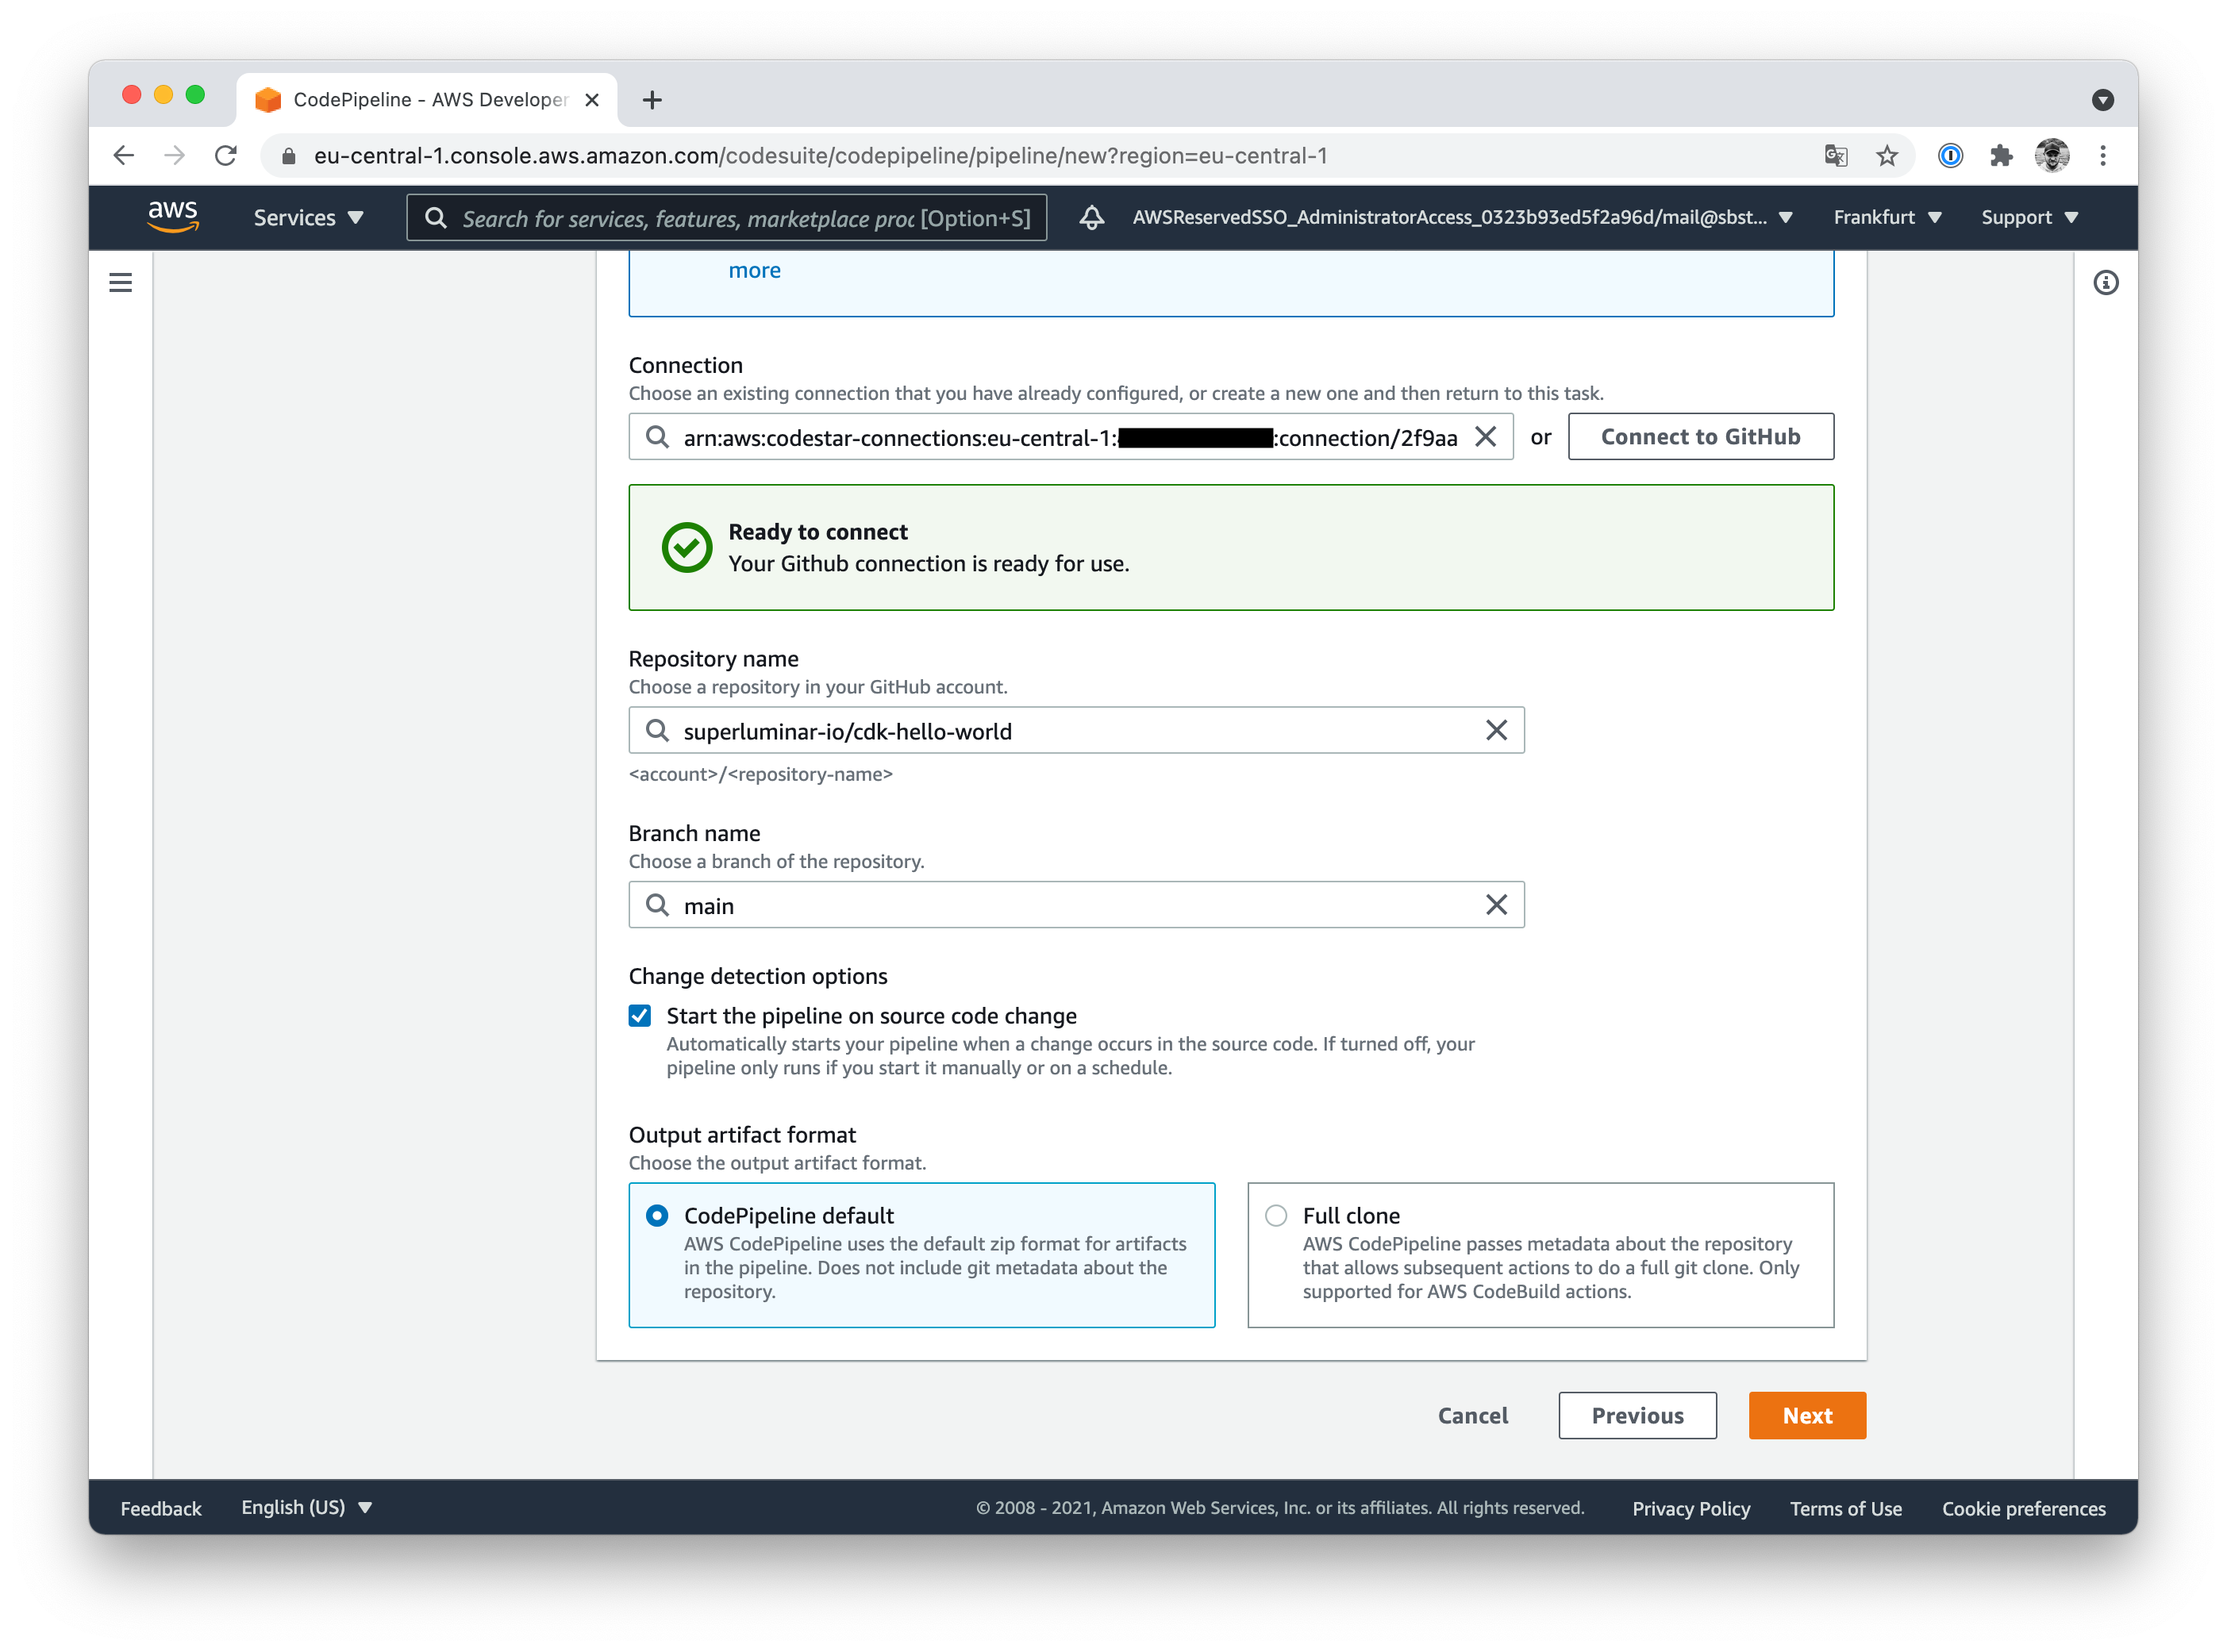 CodePipeline - AWS Developer
eu-central-1.console.aws.amazon.com/codesuite/codepipeline/pipeline/new?region=eu-central-1
aws
Services
Search for services, features, marketplace proc [Option+S]
AWSReservedSSO_AdministratorAccess_0323b93ed5f2a96d/mail@sbst...
Frankfurt
Support
more
Connection
Choose an existing connection that you have already configured, or create a new one and then return to this task.
arn:aws:codestar-connections:eu-central-1: :connection/2f9aa
or
Connect to GitHub
Ready to connect
Your Github connection is ready for use.
Repository name
Choose a repository in your GitHub account.
superluminar-io/cdk-hello-world
<account>/<repository-name>
Branch name
Choose a branch of the repository.
main
Change detection options
Start the pipeline on source code change
Automatically starts your pipeline when a change occurs in the source code. If turned off, your
pipeline only runs if you start it manually or on a schedule.
Output artifact format
Choose the output artifact format.
CodePipeline default
AWS CodePipeline uses the default zip format for artifacts
in the pipeline. Does not include git metadata about the
repository.
Full clone
AWS CodePipeline passes metadata about the repository
that allows subsequent actions to do a full git clone. Only
supported for AWS CodeBuild actions.
Cancel
Previous
Next
Feedback
English (US)
© 2008 - 2021, Amazon Web Services, Inc. or its affiliates. All rights reserved.
Privacy Policy
Terms of Use
Cookie preferences